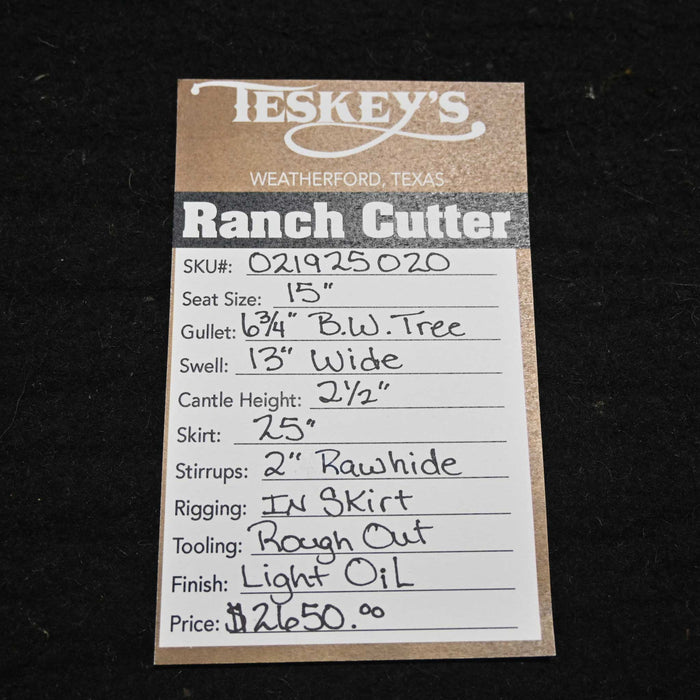 TESKEY'S
WEATHERFORD, TEXAS
Ranch Cutter
SKU#: 021925020
Seat Size: 15"
Gullet: 6¾" B.W. Tree
Swell: 13" Wide
Cantle Height: 2½"
Skirt: 25"
Stirrups: 2" Rawhide
Rigging: IN Skirt
Tooling: Rough Out
Finish: Light OiL
Price: $2650.00